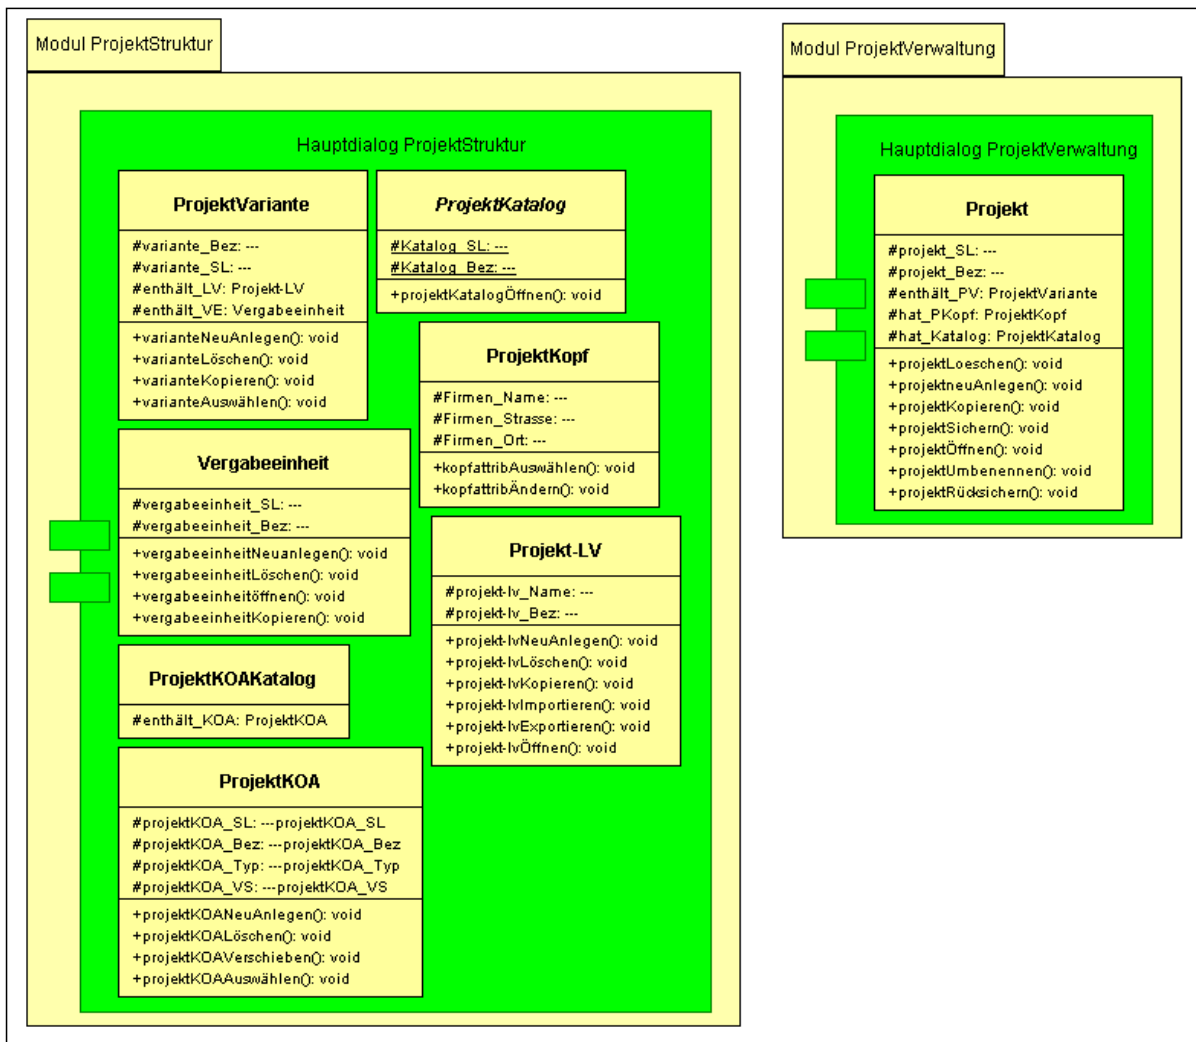 Modul ProjektStruktur
Hauptdialog ProjektStruktur
ProjektVariante
#variante_Bez: ---
#variante_SL: ---
#enthält_LV: Projekt-LV
#enthält_VE: Vergabeeinheit
+varianteNeuAnlegen(): void
+varianteLöschen(): void
+varianteKopieren(): void
+varianteAuswählen(): void
ProjektKatalog
#Katalog_SL: ---
#Katalog_Bez: ---
+projektKatalogÖffnen(): void
ProjektKopf
#Firmen_Name: ---
#Firmen_Strasse: ---
#Firmen_Ort: ---
+kopfattribAuswählen(): void
+kopfattribÄndern(): void
Vergabeeinheit
#vergabeeinheit_SL: ---
#vergabeeinheit_Bez: ---
+vergabeeinheitNeuanlegen(): void
+vergabeeinheitLöschen(): void
+vergabeeinheitöffnen(): void
+vergabeeinheitKopieren(): void
Projekt-LV
#projekt-lv_Name: ---
#projekt-lv_Bez: ---
+projekt-lvNeuAnlegen(): void
+projekt-lvLöschen(): void
+projekt-lvKopieren(): void
+projekt-lvImportieren(): void
+projekt-lvExportieren(): void
+projekt-lvÖffnen(): void
ProjektKOAKatalog
#enthält_KOA: ProjektKOA
ProjektKOA
#projektKOA_SL: ---projektKOA_SL
#projektKOA_Bez: ---projektKOA_Bez
#projektKOA_Typ: ---projektKOA_Typ
#projektKOA_VS: ---projektKOA_VS
+projektKOANeuAnlegen(): void
+projektKOALöschen(): void
+projektKOAVerschieben(): void
+projektKOAAuswählen(): void
Modul ProjektVerwaltung
Hauptdialog ProjektVerwaltung
Projekt
#projekt_SL: ---
#projekt_Bez: ---
#enthält_PV: ProjektVariante
#hat_PKopf: ProjektKopf
#hat_Katalog: ProjektKatalog
+projektLoeschen(): void
+projektneuAnlegen(): void
+projektKopieren(): void
+projektSichern(): void
+projektÖffnen(): void
+projektUmbenennen(): void
+projektRücksichern(): void